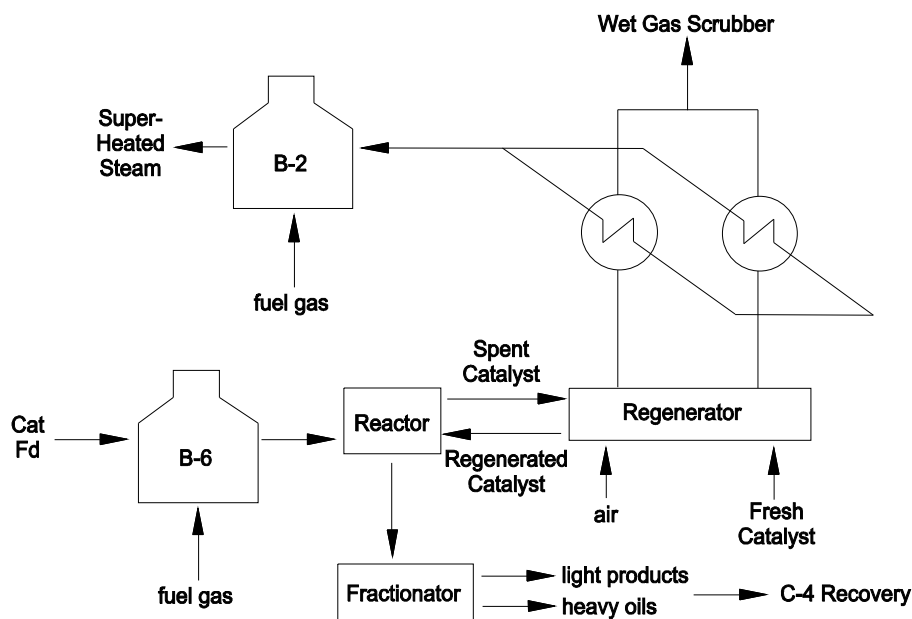 Wet Gas Scrubber
Super-
Heated
Steam
B-2
fuel gas
Spent
Catalyst
Cat
Fd
B-6
Reactor
Regenerator
Regenerated
Catalyst
air
Fresh
Catalyst
fuel gas
Fractionator
light products
heavy oils
C-4 Recovery